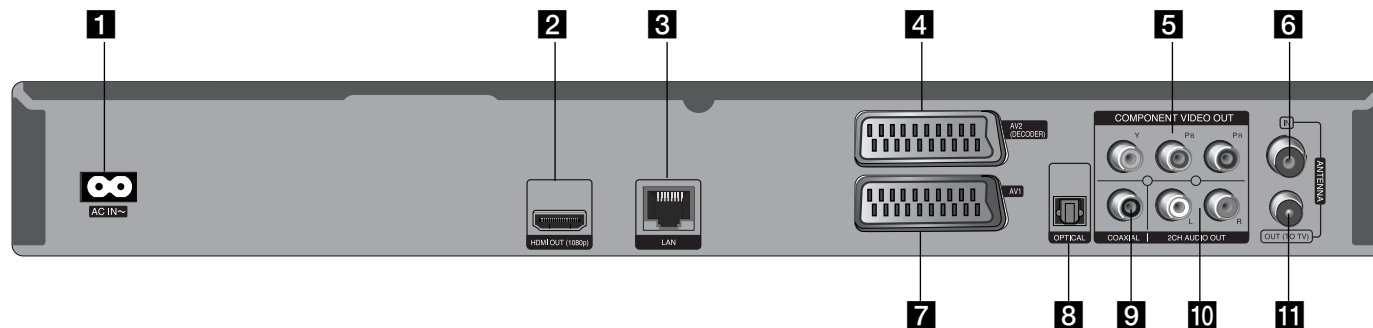 1
2
3
4
5
6
AC IN~
HDMI OUT (1080p)
LAN
AV2
(DECODER)
AV1
OPTICAL
COMPONENT VIDEO OUT
Y
PB
PR
L
R
COAXIAL
2CH AUDIO OUT
IN
ANTENNA
OUT (TO TV)
7
8
9
10
11